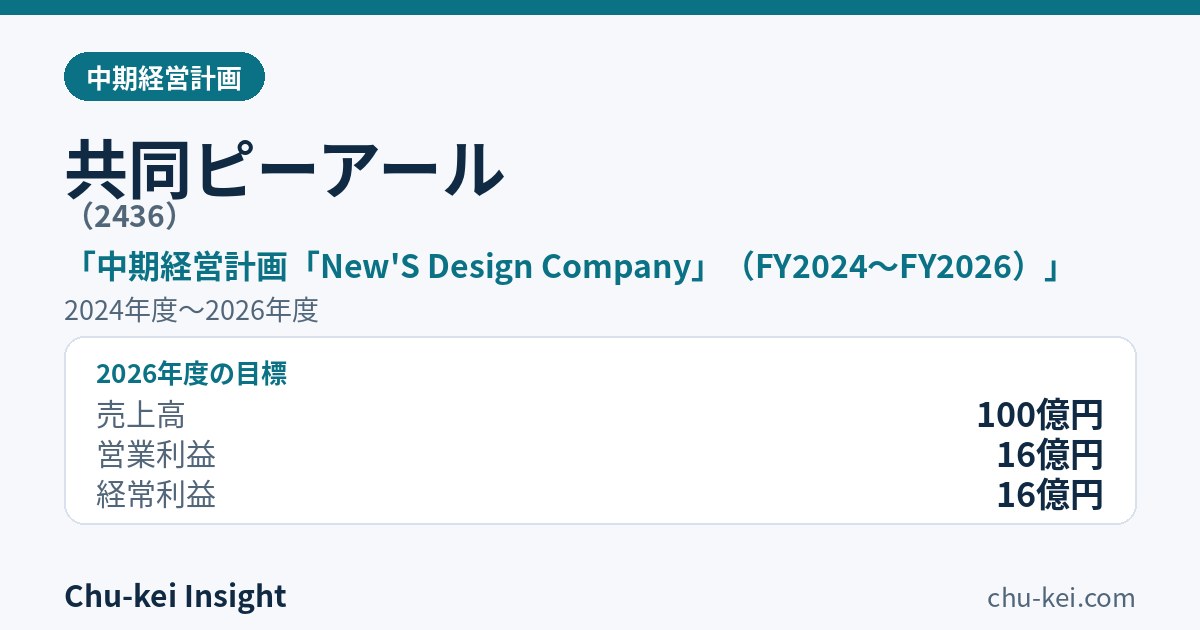 中期経営計画
共同ピーアール
（2436）
「中期経営計画「New'S Design Company」（FY2024〜FY2026）」
2024年度〜2026年度
2026年度の目標
売上高 100億円
営業利益 16億円
経常利益 16億円
Chu-kei Insight chu-kei.com